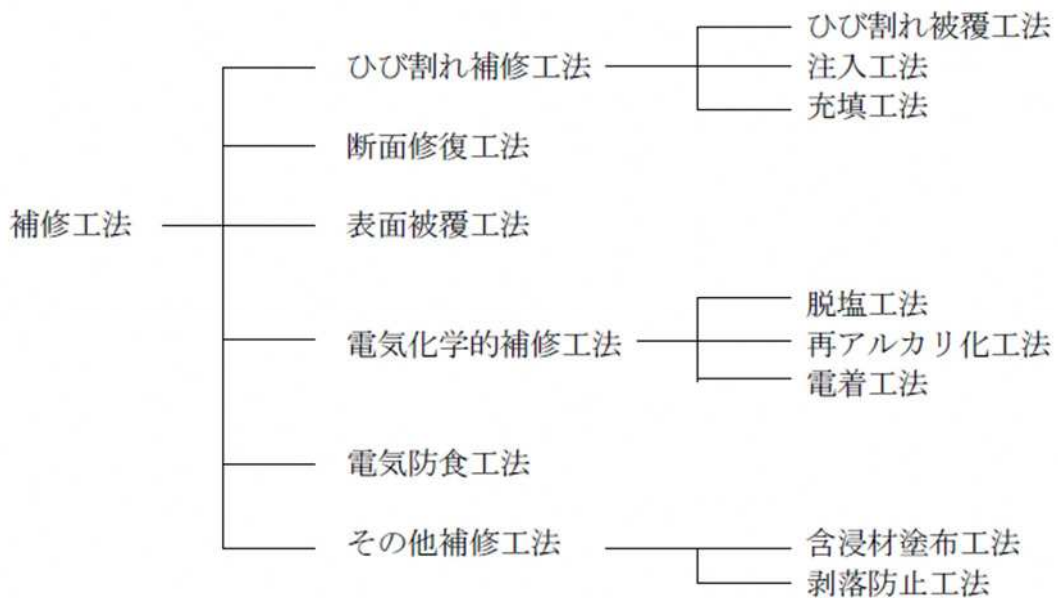 補修工法
ひび割れ補修工法
ひび割れ被覆工法
注入工法
充填工法
断面修復工法
表面被覆工法
電気化学的補修工法
脱塩工法
再アルカリ化工法
電着工法
電気防食工法
その他補修工法
含浸材塗布工法
剥落防止工法